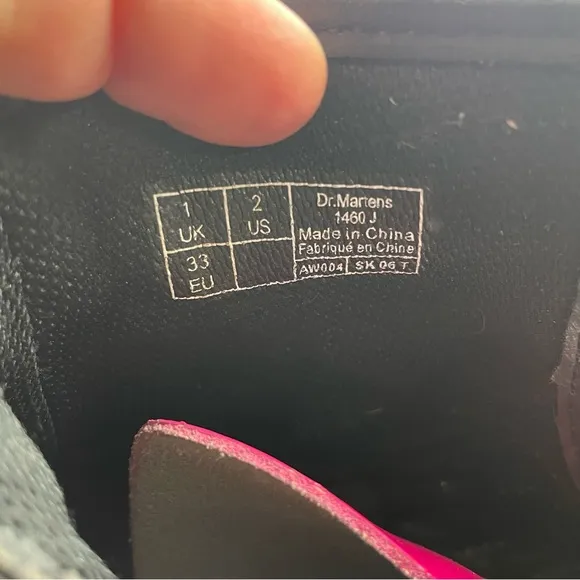 1
UK
2
US
33
EU
Dr.Martens
1460 J
Made in China
Fabriqué en Chine
AW004 SK 06 T